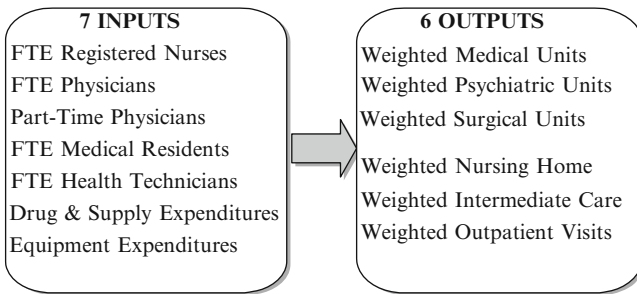 7 INPUTS
FTE Registered Nurses
FTE Physicians
Part-Time Physicians
FTE Medical Residents
FTE Health Technicians
Drug & Supply Expenditures
Equipment Expenditures
6 OUTPUTS
Weighted Medical Units
Weighted Psychiatric Units
Weighted Surgical Units
Weighted Nursing Home
Weighted Intermediate Care
Weighted Outpatient Visits